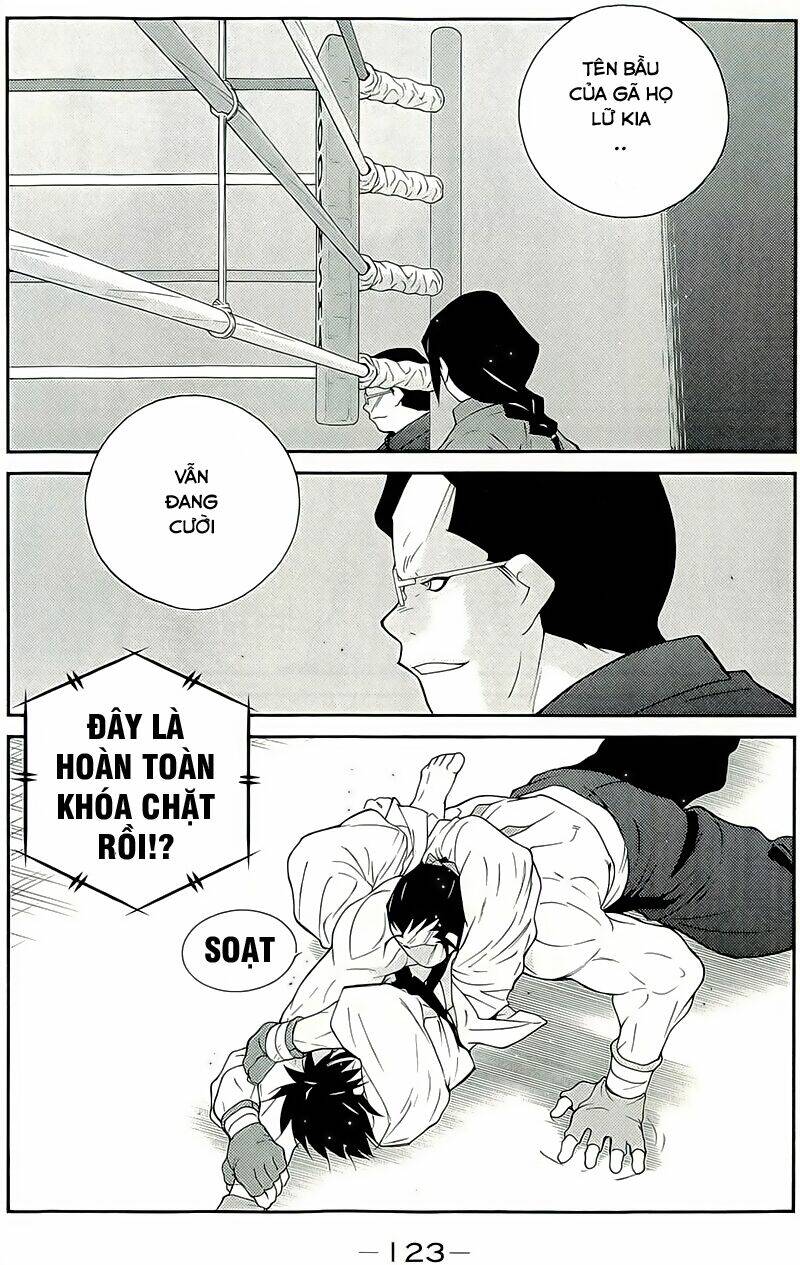 TÊN BẦU
CỦA GÃ HỌ
LỮ KIA
..
VẪN
ĐANG
CƯỜI
ĐÂY LÀ
HOÀN TOÀN
KHÓA CHẶT
RỒI!?
SOẠT
—123—